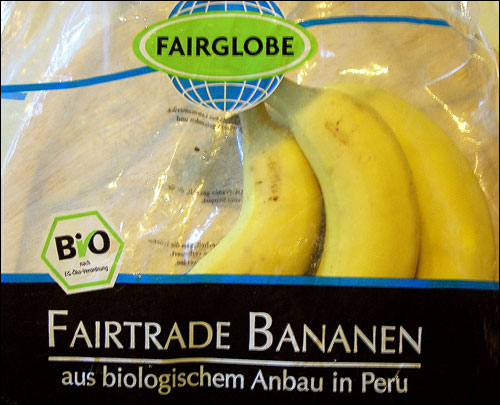 FAIRGLOBE
BiO
nach
EG-Öko-Verordnung
FAIRTRADE BANANEN
aus biologischem Anbau in Peru